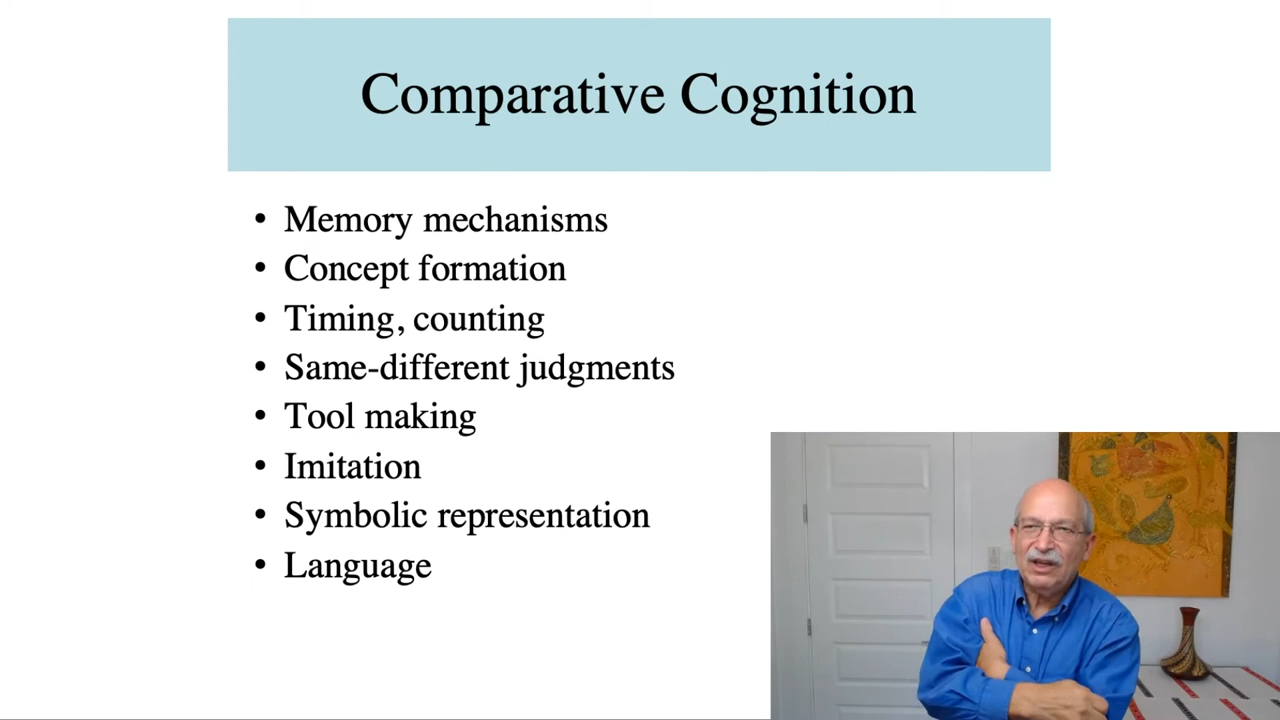 Comparative Cognition
• Memory mechanisms
• Concept formation
• Timing, counting
• Same-different judgments
• Tool making
• Imitation
• Symbolic representation
• Language